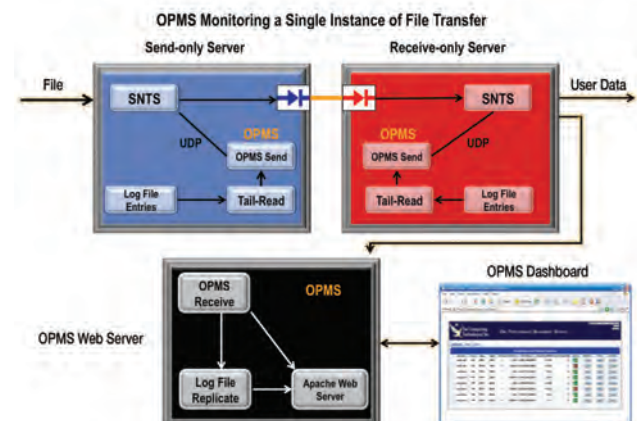 OPMS Monitoring a Single Instance of File Transfer
Send-only Server
Receive-only Server
File
User Data
SNTS
SNTS
OPMS
OPMS
UDP
UDP
OPMS Send
OPMS Send
Log File
Entries
Tail-Read
Tail-Read
Log File
Entries
OPMS Web Server
OPMS
Receive
OPMS
Log File
Replicate
Apache Web
Server
OPMS Dashboard